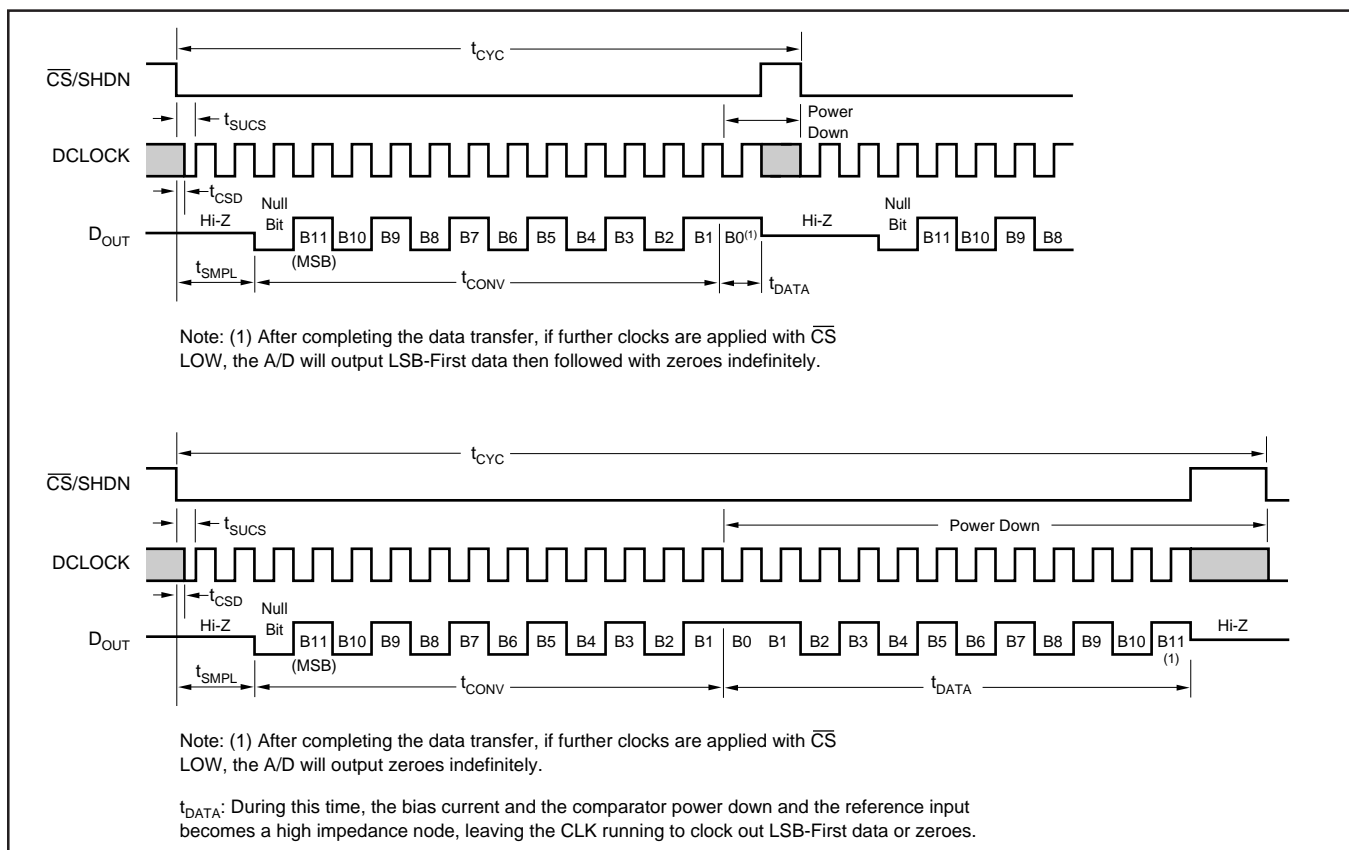 tCYC
CS/SHDN
tSUCS
Power
Down
DCLOCK
tCSD
Null
Bit
Hi-Z
Hi-Z
Null
Bit
DOUT
B11 B10 B9 B8 B7 B6 B5 B4 B3 B2 B1 B0(1)
B11 B10 B9 B8
(MSB)
tSMPL
tCONV
tDATA
Note: (1) After completing the data transfer, if further clocks are applied with CS
LOW, the A/D will output LSB-First data then followed with zeroes indefinitely.
tCYC
CS/SHDN
tSUCS
Power Down
DCLOCK
tCSD
Null
Bit
Hi-Z
Hi-Z
DOUT
B11 B10 B9 B8 B7 B6 B5 B4 B3 B2 B1 B0 B1 B2 B3 B4 B5 B6 B7 B8 B9 B10 B11
(MSB)
(1)
tSMPL
tCONV
tDATA
Note: (1) After completing the data transfer, if further clocks are applied with CS
LOW, the A/D will output zeroes indefinitely.
tDATA: During this time, the bias current and the comparator power down and the reference input
becomes a high impedance node, leaving the CLK running to clock out LSB-First data or zeroes.